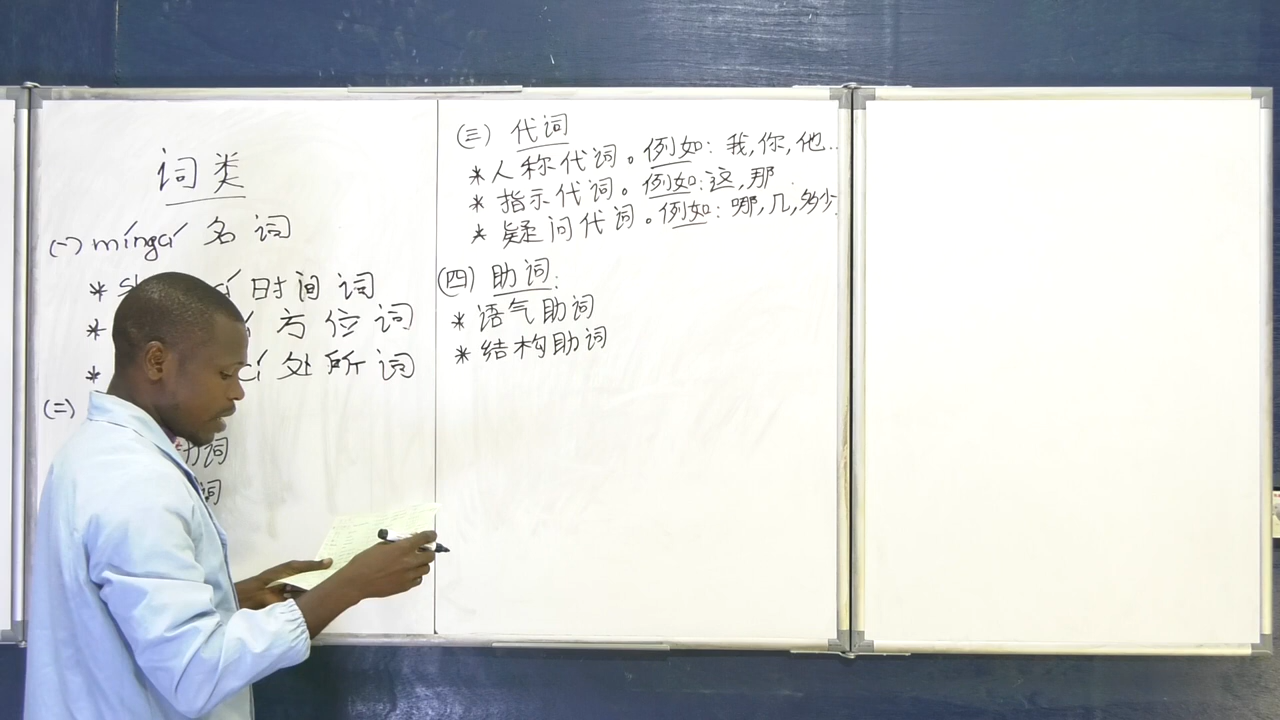 词类
(一) míngcí 名词
* 时间词
* 方位词
* cí 处所词
(二)
动词
词
(三) 代词
* 人称代词。例如: 我,你,他..
* 指示代词。例如:这,那
* 疑问代词。例如: 哪,几,多少.
(四) 助词:
* 语气助词
* 结构助词